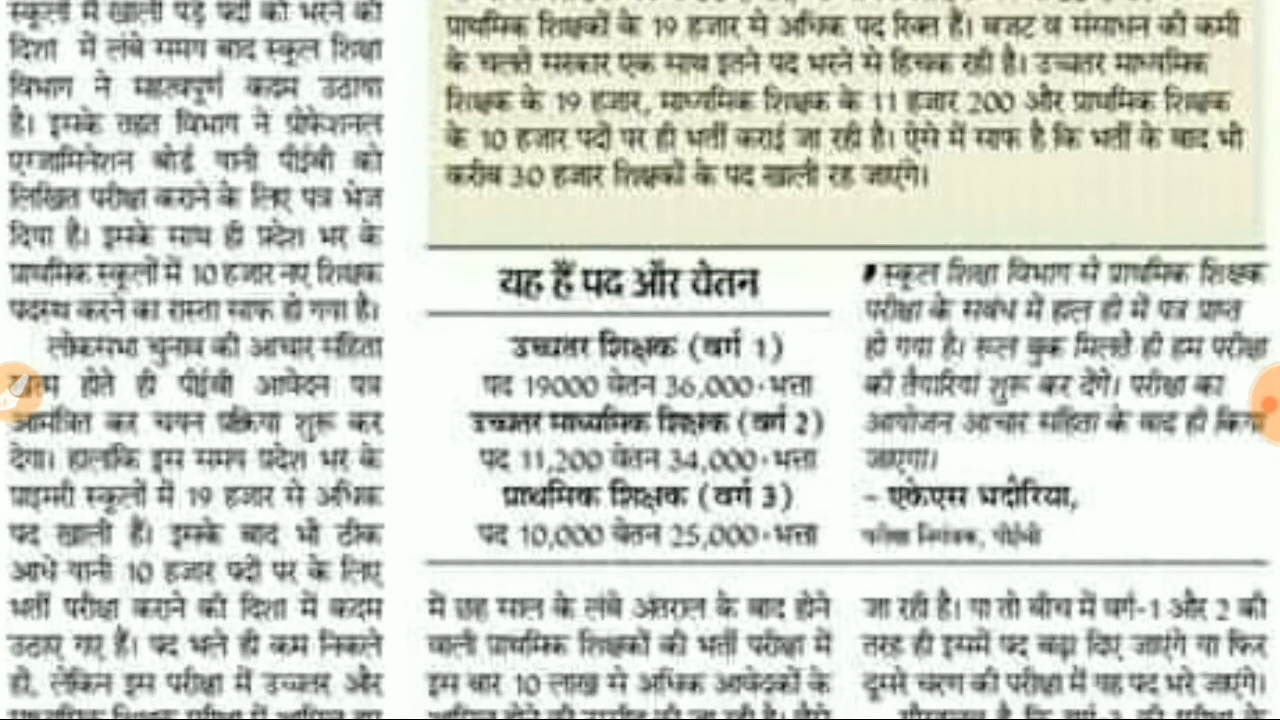 स्कूलों में खाली पड़े पदों को भरने की
दिशा में लंबे समय बाद स्कूल शिक्षा
विभाग ने महत्वपूर्ण कदम उठाया
है। इसके तहत विभाग ने प्रोफेशनल
एग्जामिनेशन बोर्ड यानी पीईबी को
लिखित परीक्षा कराने के लिए पत्र भेज
दिया है। इसके साथ ही प्रदेश भर के
प्राथमिक स्कूलों में 10 हजार नए शिक्षक
पदस्थ करने का रास्ता साफ हो गया है।
लोकसभा चुनाव की आचार संहिता
खत्म होते ही पीईबी आवेदन पत्र
आमंत्रित कर चयन प्रक्रिया शुरू कर
देगा। हालांकि इस समय प्रदेश भर के
प्राइमरी स्कूलों में 19 हजार से अधिक
पद खाली हैं। इसके बाद भी ठीक
आधे यानी 10 हजार पदों पर के लिए
भर्ती परीक्षा कराने की दिशा में कदम
उठाए गए हैं। पद भले ही कम निकले
हों, लेकिन इस परीक्षा में उच्चतर और
प्राथमिक शिक्षकों के 19 हजार में अधिक पद रिक्त हैं। बजट व संसाधन की कमी
के चलते सरकार एक साथ इतने पद भरने से हिचक रही है। उच्चतर माध्यमिक
शिक्षक के 19 हजार, माध्यमिक शिक्षक के 11 हजार 200 और प्राथमिक शिक्षक
के 10 हजार पदों पर ही भर्ती कराई जा रही है। ऐसे में साफ है कि भर्ती के बाद भी
करीब 30 हजार शिक्षकों के पद खाली रह जाएंगे।
यह हैं पद और वेतन
उच्चतर शिक्षक (वर्ग 1)
पद 19000 वेतन 36,000+भत्ता
उच्चतर माध्यमिक शिक्षक (वर्ग 2)
पद 11,200 वेतन 34,000+भत्ता
प्राथमिक शिक्षक (वर्ग 3)
पद 10,000 वेतन 25,000+भत्ता
स्कूल शिक्षा विभाग से प्राथमिक शिक्षक
परीक्षा के संबंध में हाल ही में पत्र प्राप्त
हो गया है। रूल बुक मिलते ही हम परीक्षा
की तैयारियां शुरू कर देंगे। परीक्षा का
आयोजन आचार संहिता के बाद ही किया
जाएगा।
- एकेएस भदौरिया,
परीक्षा नियंत्रक, पीईबी
में छह साल के लंबे अंतराल के बाद होने
वाली प्राथमिक शिक्षकों की भर्ती परीक्षा में
इस बार 10 लाख से अधिक आवेदकों के
जा रही है। या तो बीच में वर्ग-1 और 2 की
तरह ही इसमें पद बढ़ा दिए जाएंगे या फिर
दूसरे चरण की परीक्षा में यह पद भरे जाएंगे।